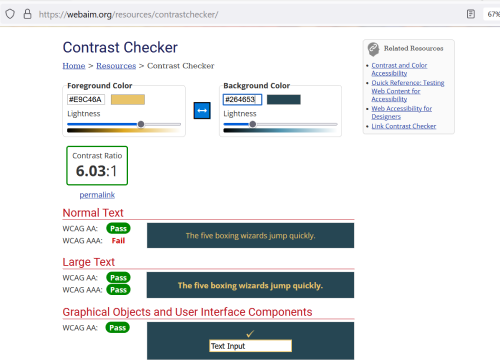 https://webaim.org/resources/contrastchecker/
67%
Contrast Checker
Home > Resources > Contrast Checker
Foreground Color
#E9C46A
Lightness
Background Color
#264653
Lightness
Contrast Ratio
6.03:1
permalink
Related Resources
Contrast and Color
Accessibility
Quick Reference: Testing
Web Content for
Accessibility
Web Accessibility for
Designers
Link Contrast Checker
Normal Text
WCAG AA: Pass
WCAG AAA: Fail
The five boxing wizards jump quickly.
Large Text
WCAG AA: Pass
WCAG AAA: Pass
The five boxing wizards jump quickly.
Graphical Objects and User Interface Components
WCAG AA: Pass
✓
Text Input